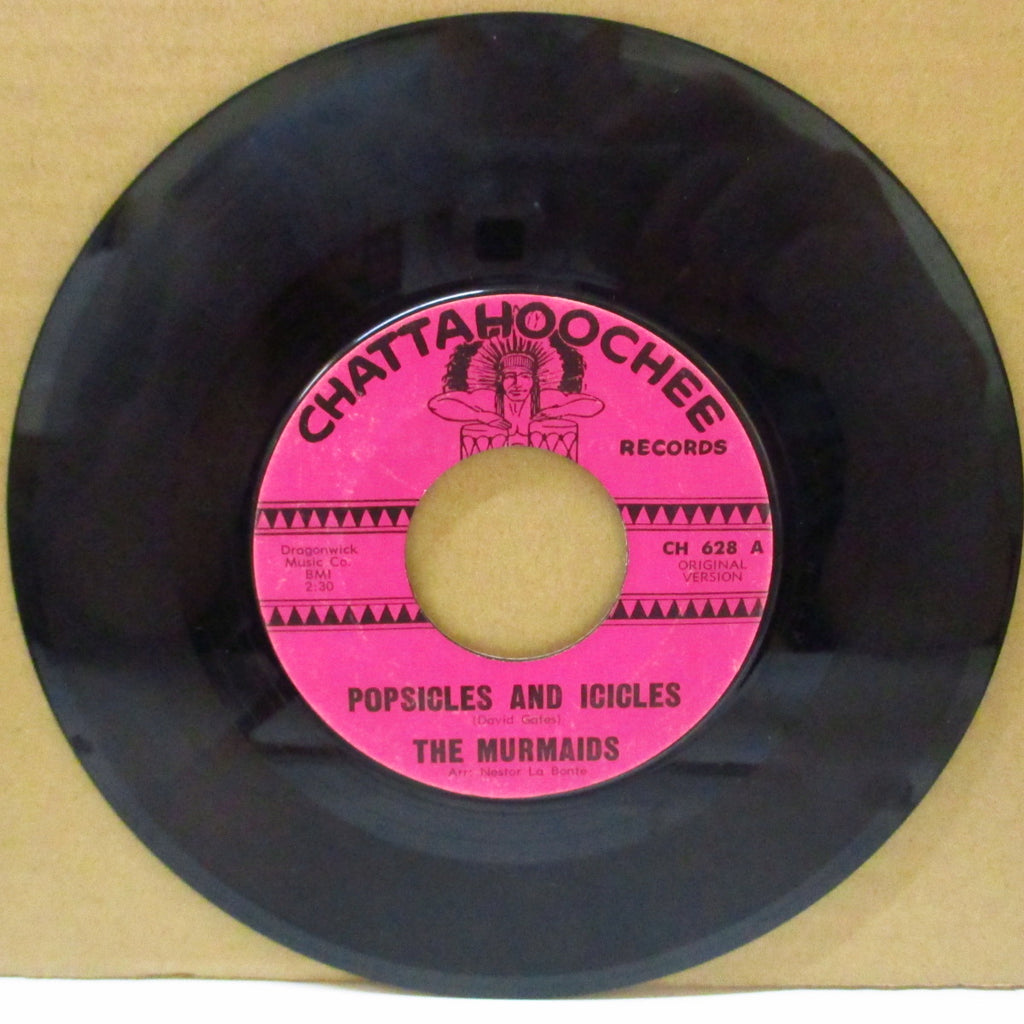 CHATTAHOOCHEE
RECORDS
Dragonwick
Music Co.
BMI
2:30
CH 628 A
ORIGINAL
VERSION
POPSICLES AND ICICLES
(David Gates)
THE MURMAIDS
Arr: Nestor La Bonte